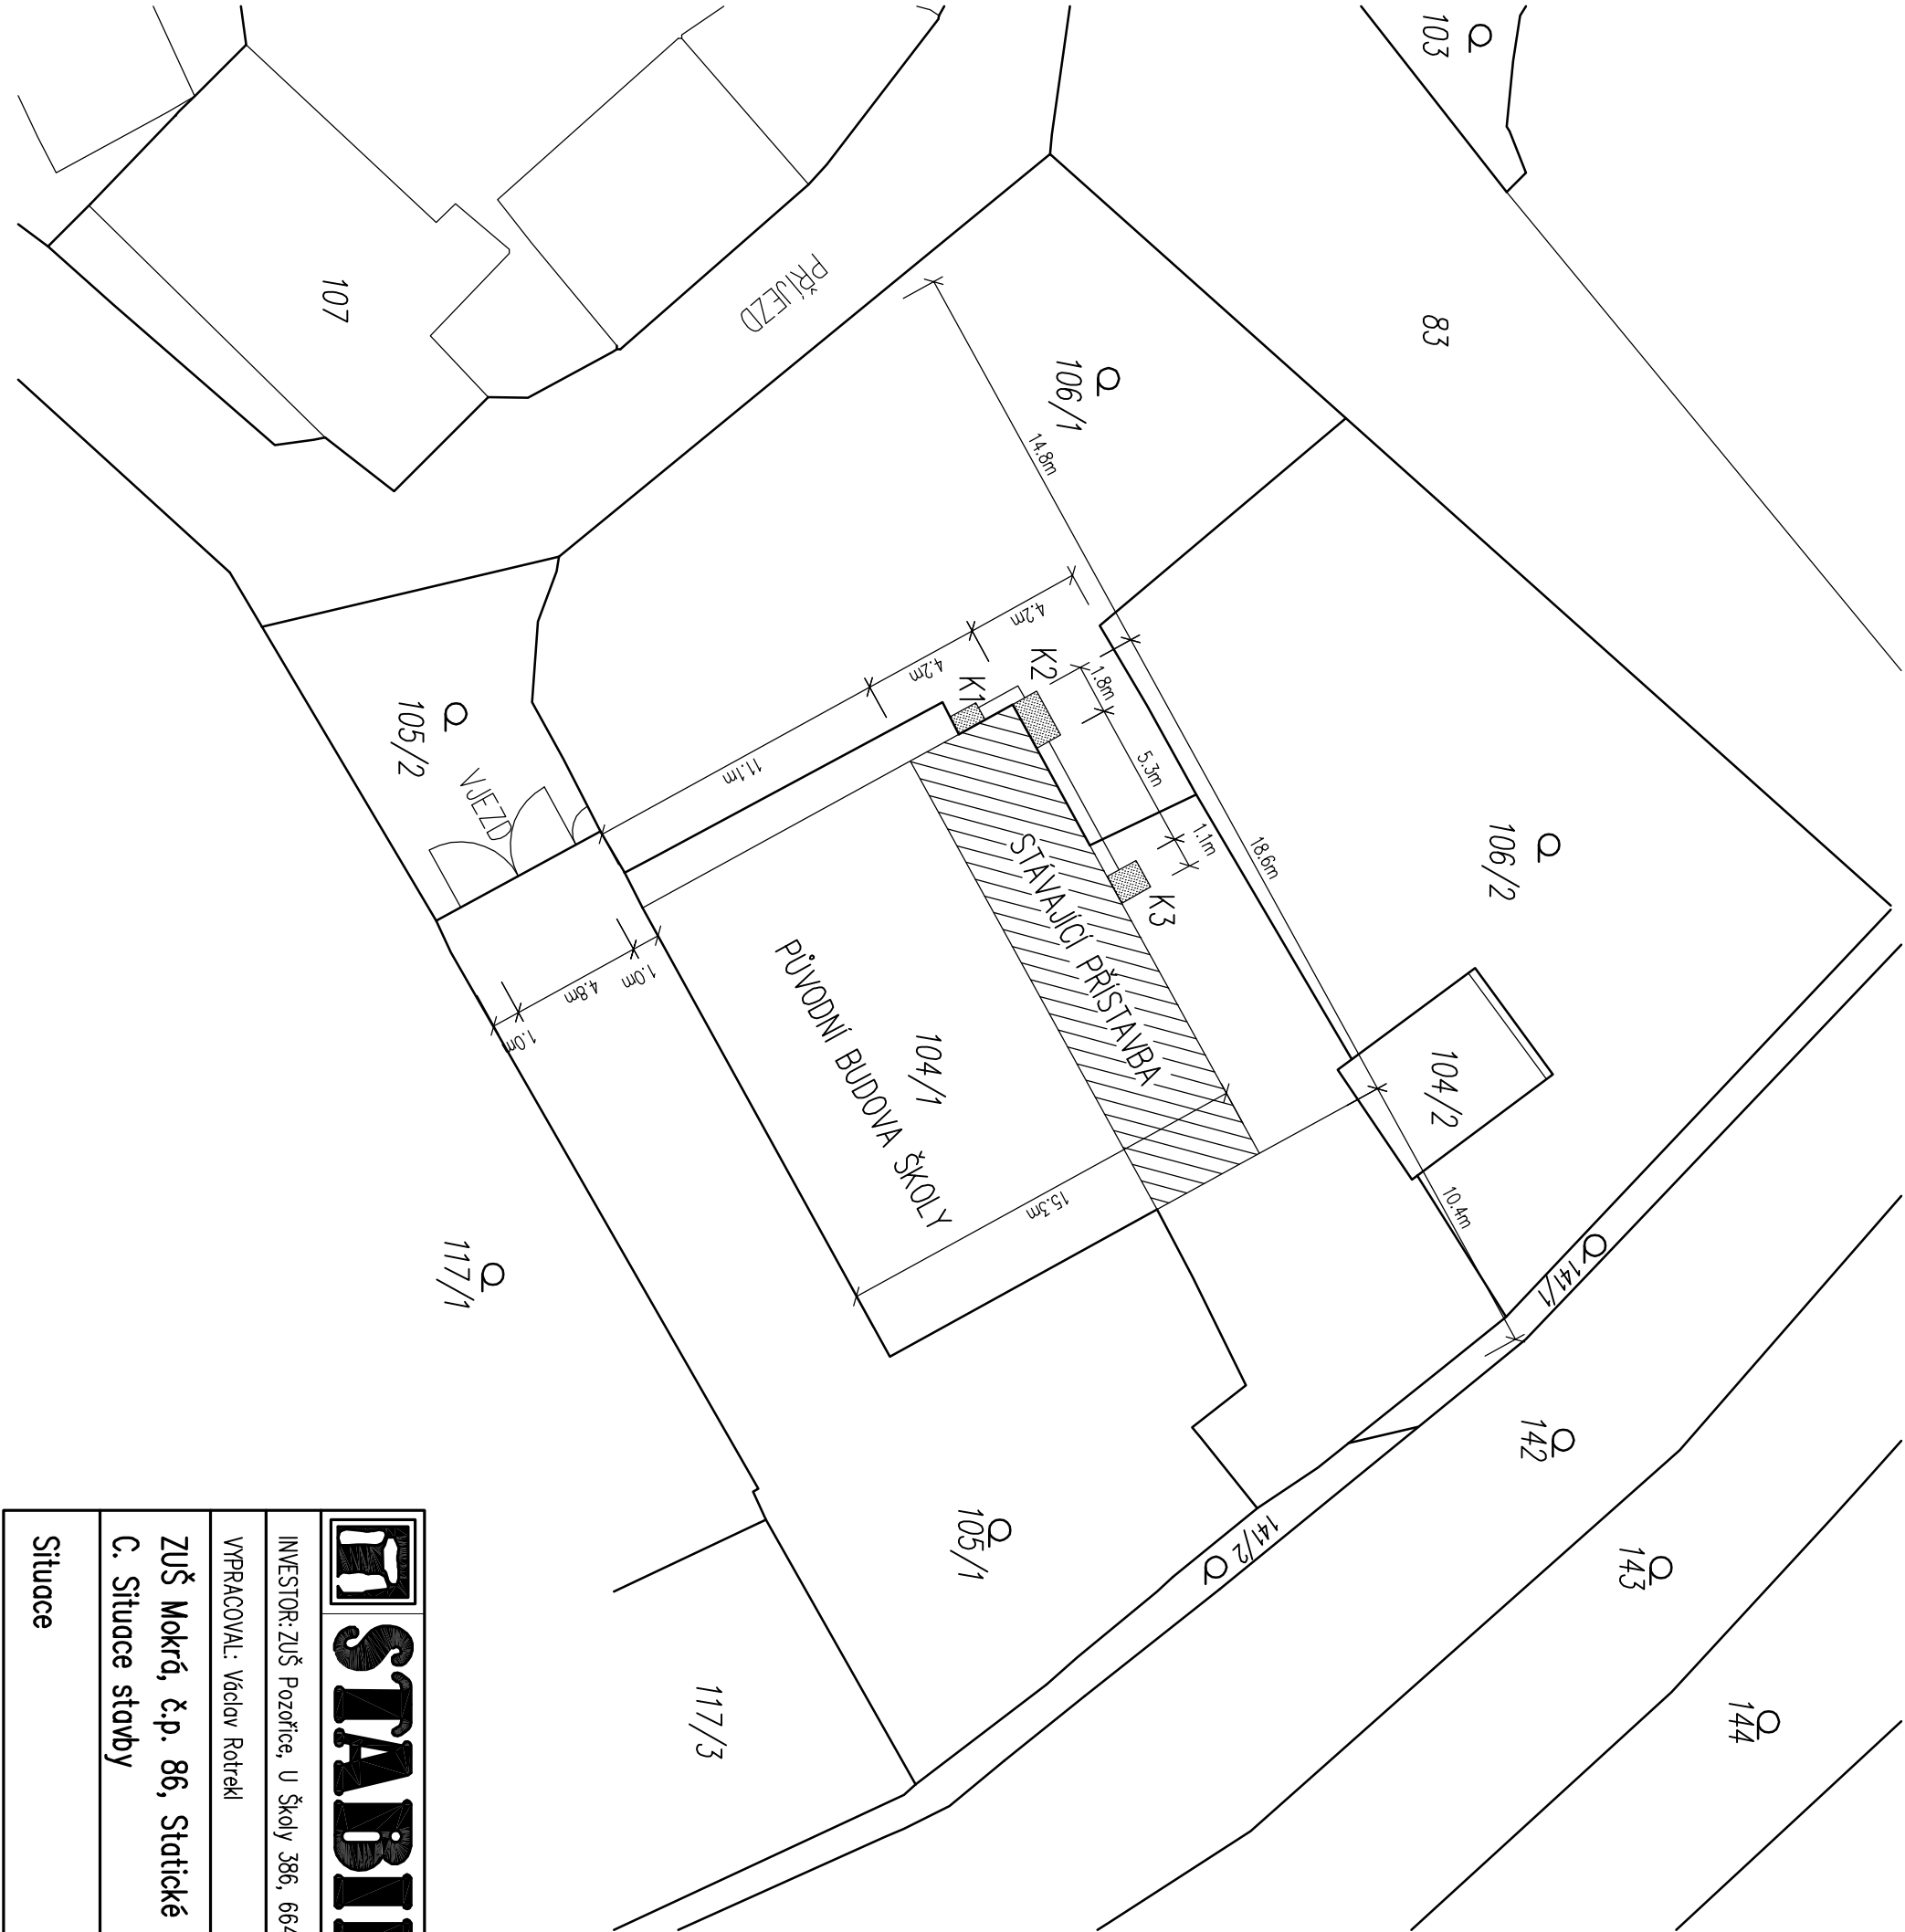 103
83
107
PŘÍJEZD
106/1
14.8m
4.2m
4.2m
K2
K1
1.8m
5.3m
1.1m
18.6m
106/2
105/2
VJEZD
11.1m
K3
STÁVAJÍCÍ PŘÍSTAVBA
PŮVODNÍ BUDOVA ŠKOLY
104/1
104/2
1.0m
4.8m
1.0m
15.3m
10.4m
141/1
117/1
142
105/1
141/2
143
117/3
144
STABIL
INVESTOR: ZUŠ Pozořice, U Školy 386, 664
VYPRACOVAL: Václav Rotrekl
ZUŠ Mokrá, č.p. 86, Statické
C. Situace stavby
Situace